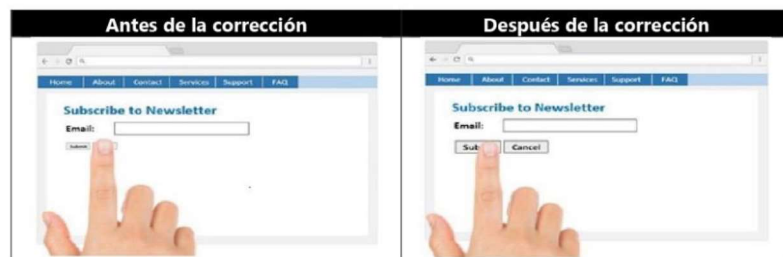 Antes de la corrección
Después de la corrección
Home About Contact Services Support FAQ
Subscribe to Newsletter
Email:
Submit
Home About Contact Services Support FAQ
Subscribe to Newsletter
Email:
Sub Cancel